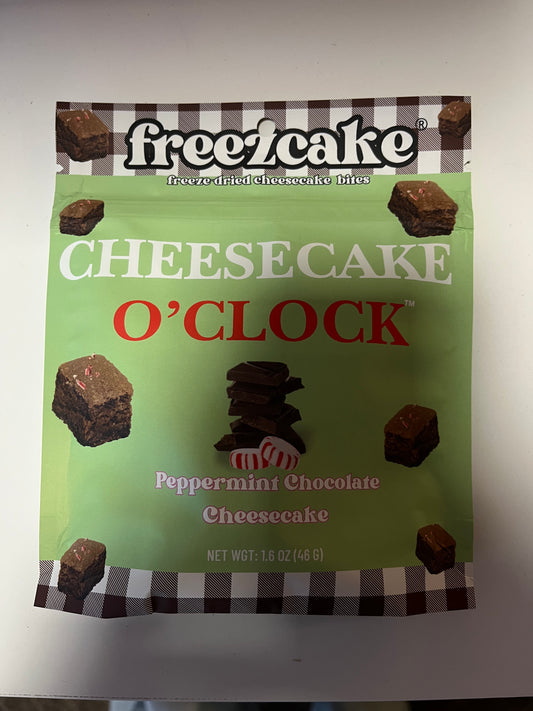 freezcake®
freeze dried cheesecake bites
CHEESECAKE
O'CLOCK™
Peppermint Chocolate
Cheesecake
NET WGT: 1.6 OZ (46 G)